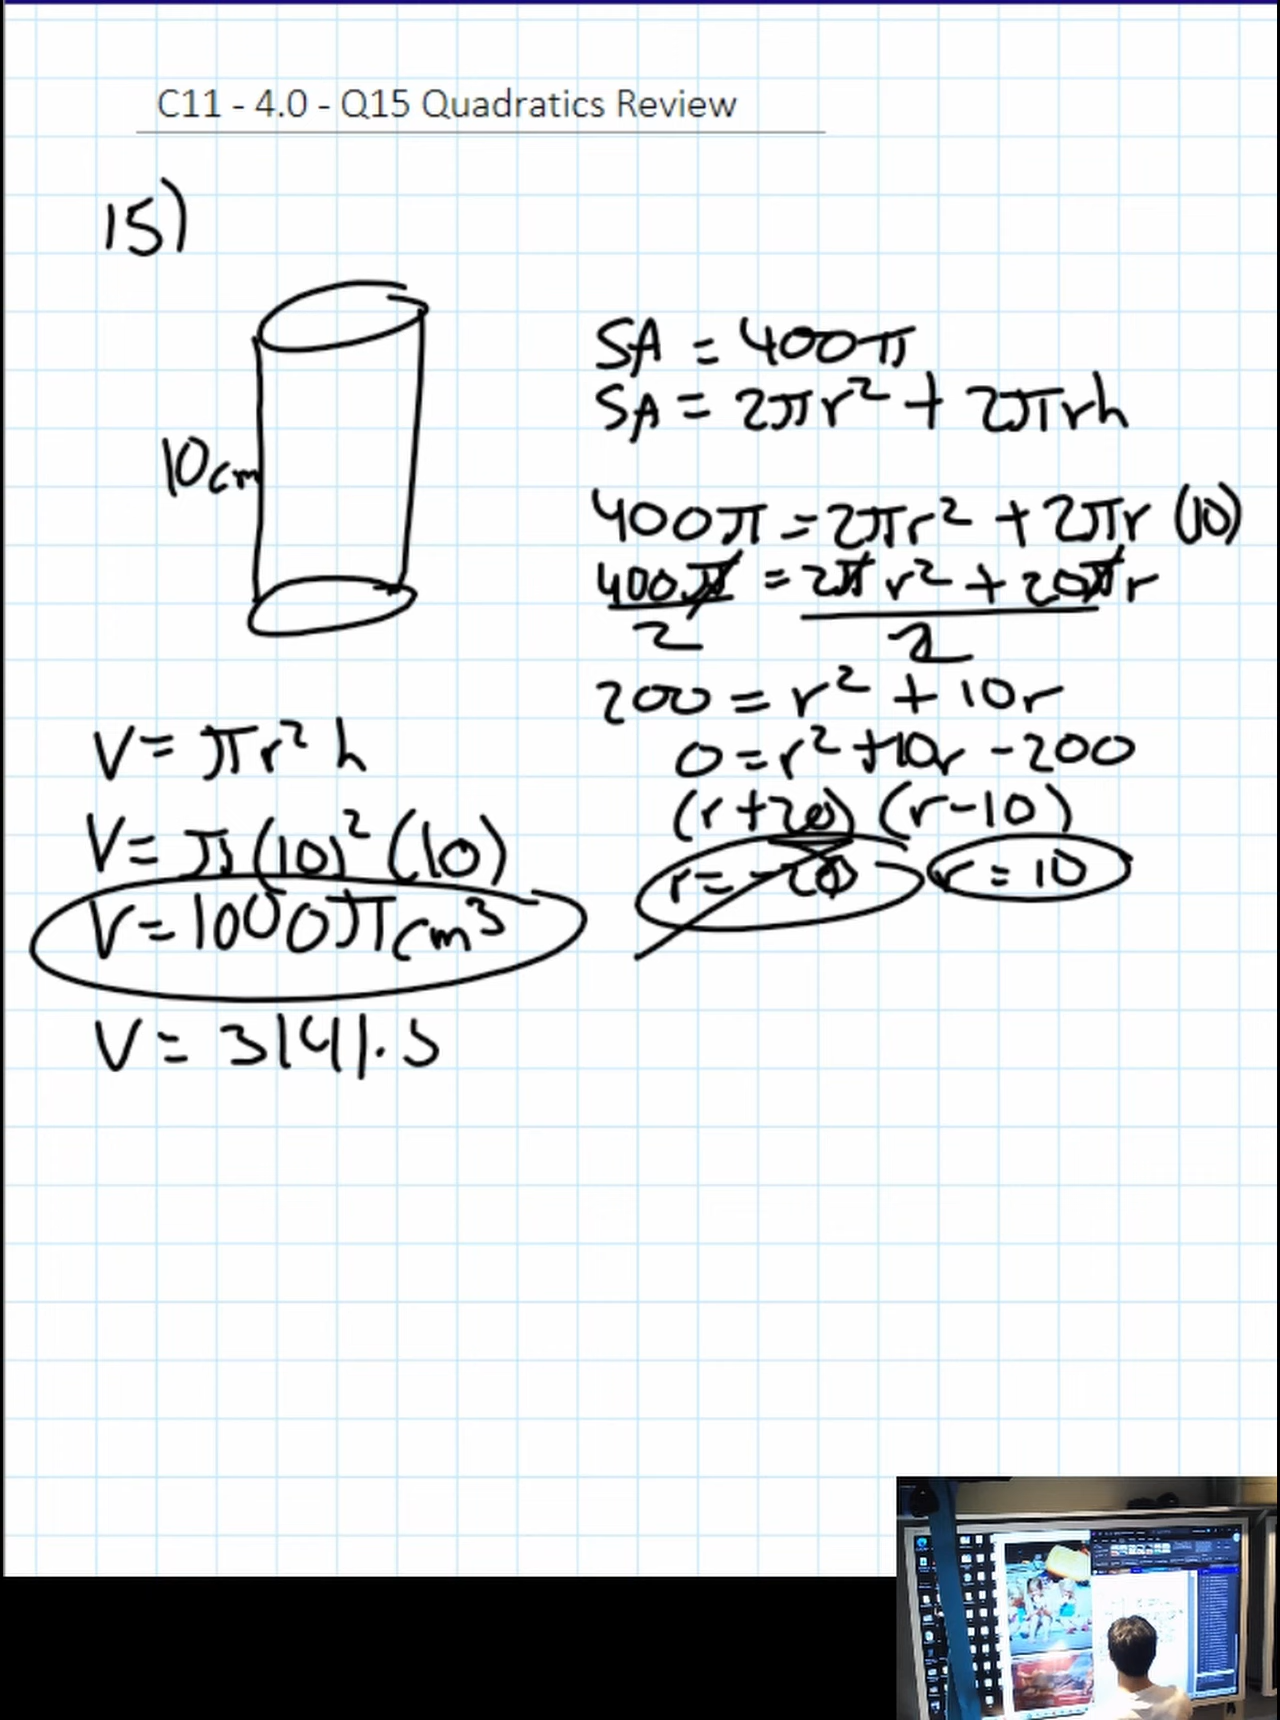 C11 - 4.0 - Q15 Quadratics Review
15)
10cm
SA = 400π
SA = 2πr² + 2πrh
400π = 2πr² + 2πr (10)
400π = 2πr² + 20πr
2 2
200 = r² + 10r
0 = r² + 10r - 200
(r+20) (r-10)
r = -20 r = 10
V = πr² h
V = π(10)² (10)
V = 1000π cm³
V = 3141.5